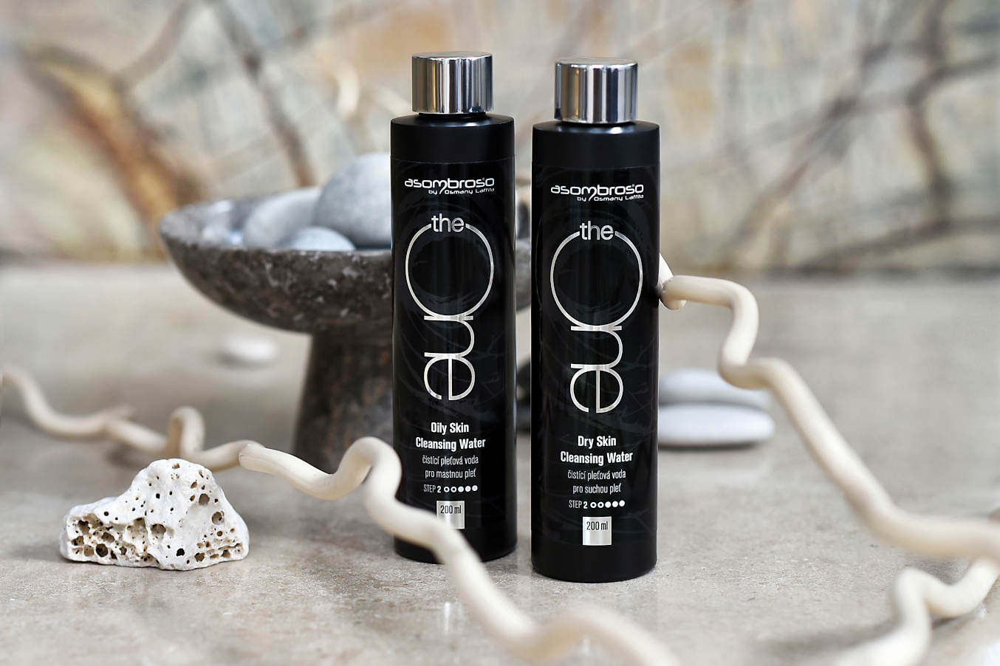 asombroso®
by Osmany Laffita
the
One
Oily Skin
Cleansing Water
čistící pleťová voda
pro mastnou pleť
STEP 2
200 ml
asombroso®
by Osmany Laffita
the
One
Dry Skin
Cleansing Water
čistící pleťová voda
pro suchou pleť
STEP 2
200 ml